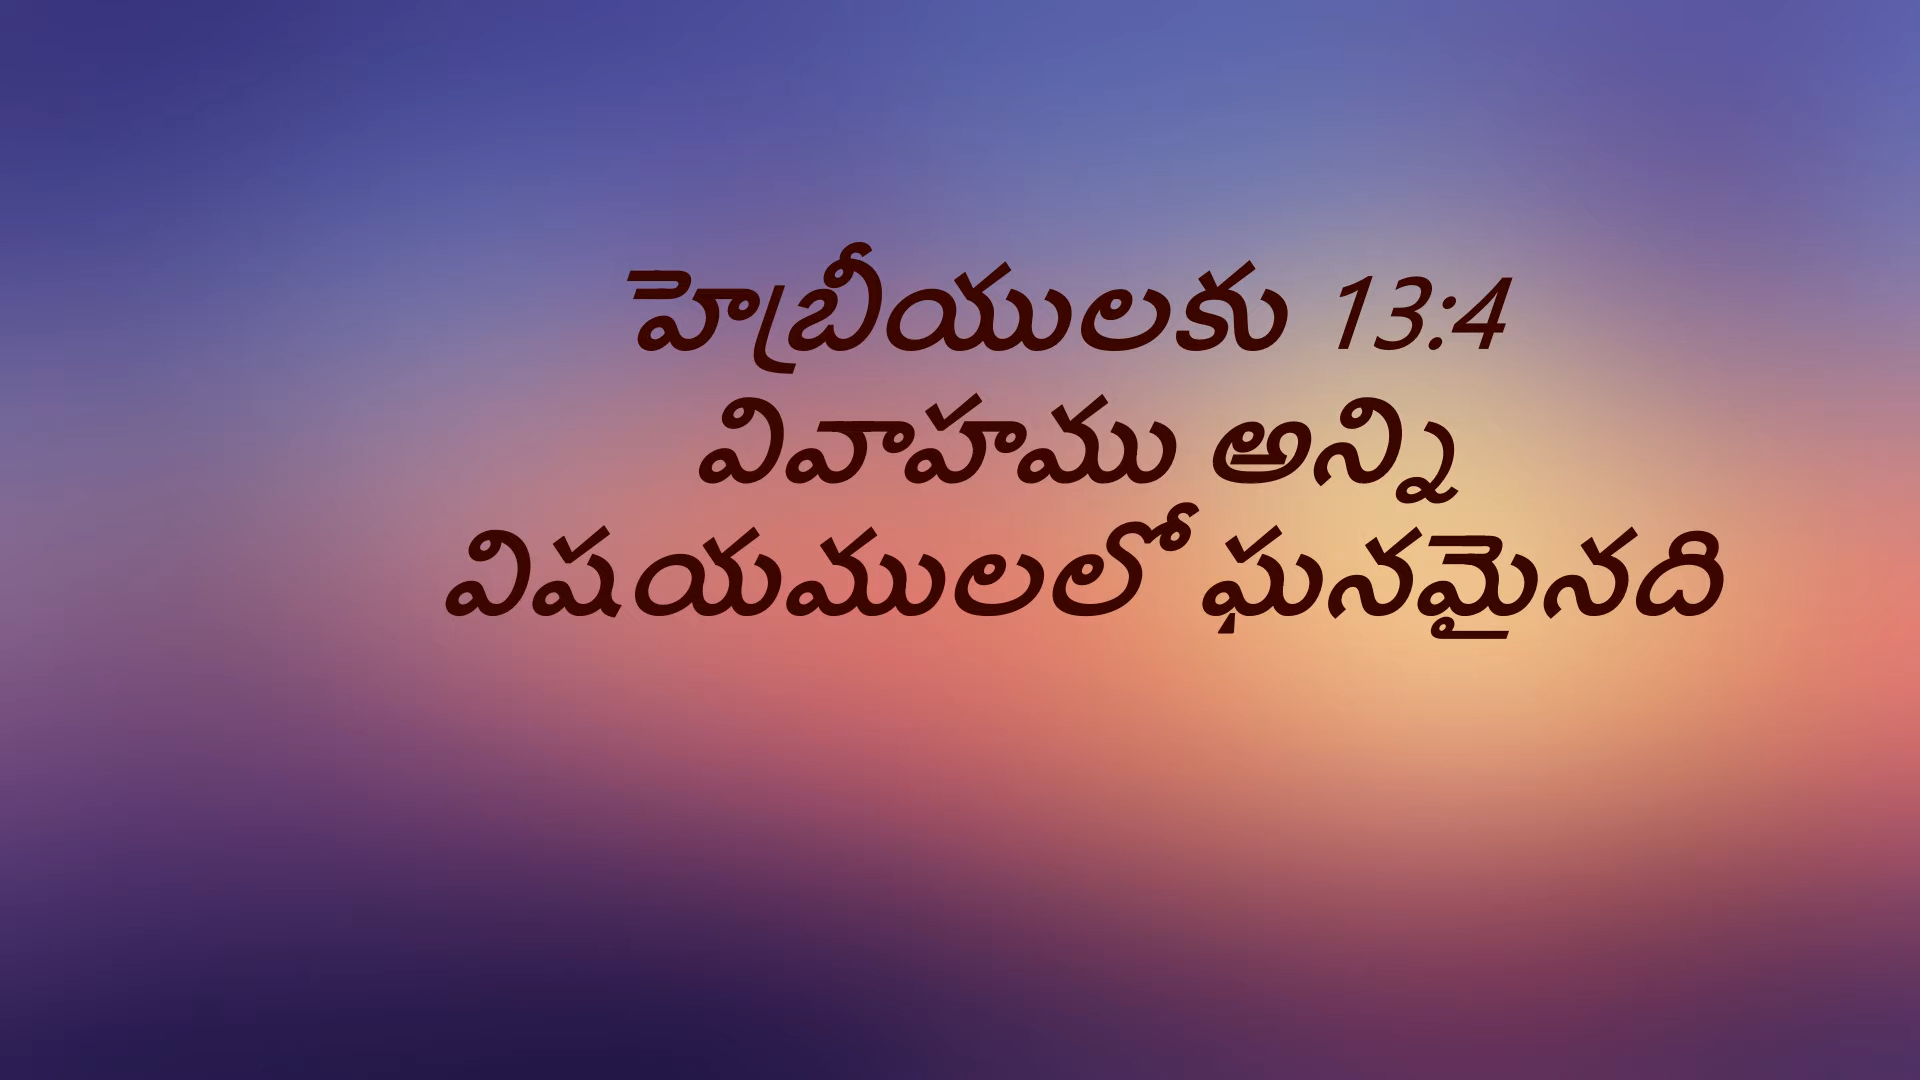 హెబ్రీయులకు 13:4
వివాహము అన్ని
విషయములలో ఘనమైనది